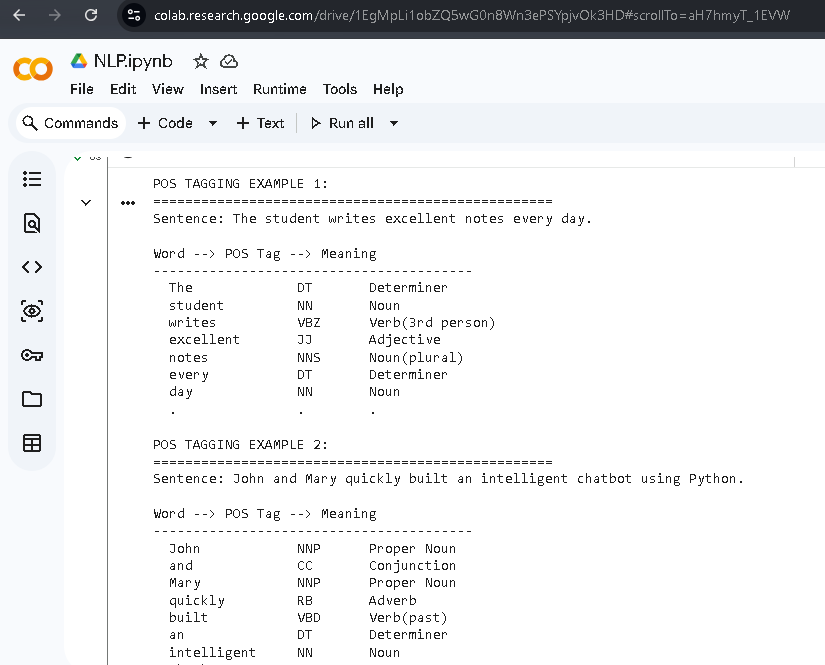 colab.research.google.com/drive/1EgMpLi1obZQ5wG0n8Wn3ePSYpjvOk3HD#scrollTo=aH7hmyT_1EVW
CO
NLP.ipynb
File Edit View Insert Runtime Tools Help
Commands + Code + Text Run all
POS TAGGING EXAMPLE 1:
==================================================
Sentence: The student writes excellent notes every day.
Word --> POS Tag --> Meaning
----------------------------------------
The DT Determiner
student NN Noun
writes VBZ Verb(3rd person)
excellent JJ Adjective
notes NNS Noun(plural)
every DT Determiner
day NN Noun
. . .
POS TAGGING EXAMPLE 2:
==================================================
Sentence: John and Mary quickly built an intelligent chatbot using Python.
Word --> POS Tag --> Meaning
----------------------------------------
John NNP Proper Noun
and CC Conjunction
Mary NNP Proper Noun
quickly RB Adverb
built VBD Verb(past)
an DT Determiner
intelligent NN Noun